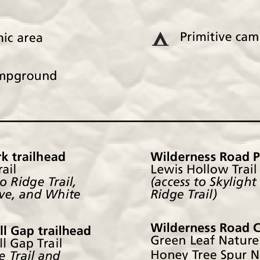 nic area
Primitive cam
mpground
rk trailhead
rail
o Ridge Trail,
ve, and White
ll Gap trailhead
ll Gap Trail
e Trail and
Wilderness Road P
Lewis Hollow Trail
(access to Skylight
Ridge Trail)
Wilderness Road C
Green Leaf Nature
Honey Tree Spur N